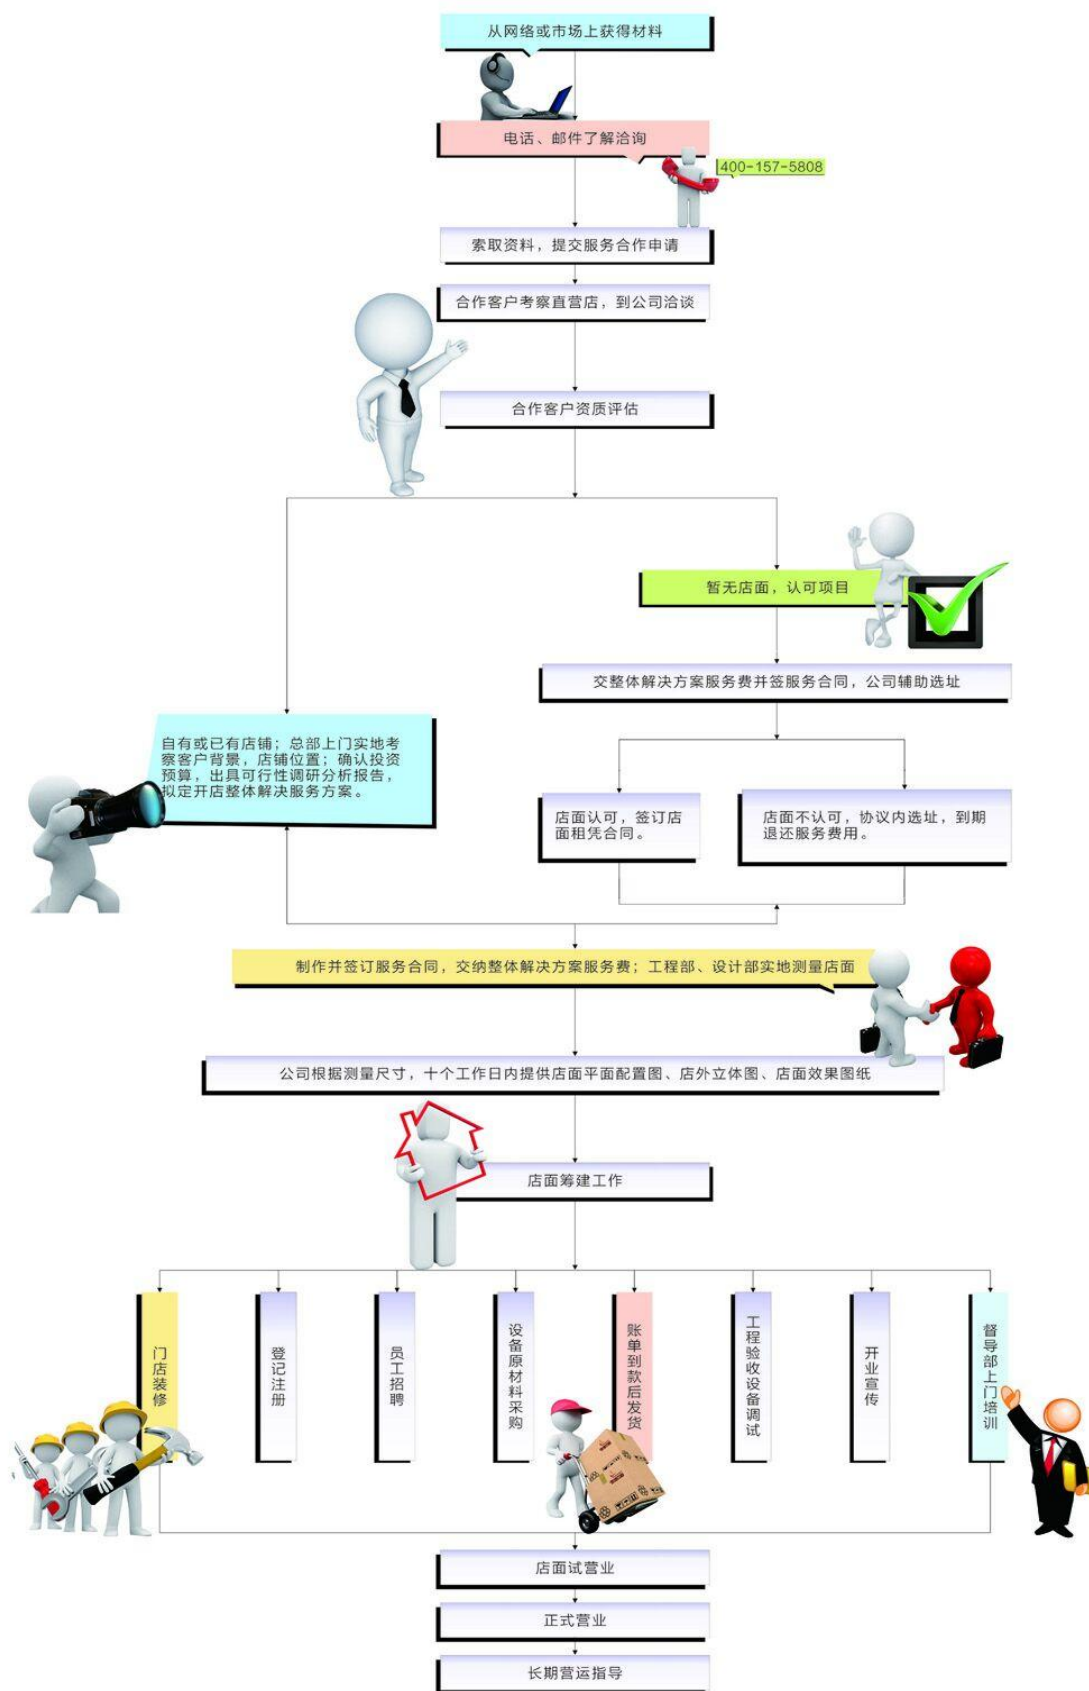 从网络或市场上获得材料
电话、邮件了解洽询
400-157-5808
索取资料，提交服务合作申请
合作客户考察直营店，到公司洽谈
合作客户资质评估
暂无店面，认可项目
交整体解决方案服务费并签服务合同，公司辅助选址
自有或已有店铺；总部上门实地考
察客户背景，店铺位置；确认投资
预算，出具可行性调研分析报告，
拟定开店整体解决服务方案。
店面认可，签订店
面租凭合同。
店面不认可，协议内选址，到期
退还服务费用。
制作并签订服务合同，交纳整体解决方案服务费；工程部、设计部实地测量店面
公司根据测量尺寸，十个工作日内提供店面平面配置图、店外立体图、店面效果图纸
店面筹建工作
门店装修
登记注册
员工招聘
设备原材料采购
账单到款后发货
工程验收设备调试
开业宣传
督导部上门培训
店面试营业
正式营业
长期营运指导